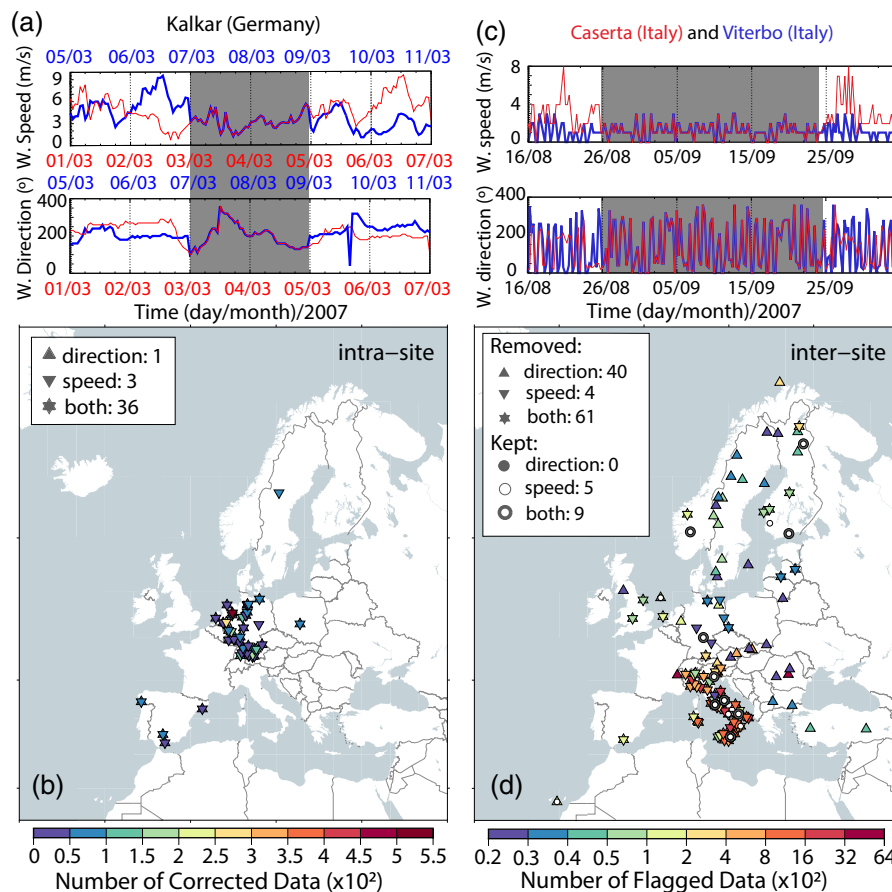 (a)
Kalkar (Germany)
05/03 06/03 07/03 08/03 09/03 10/03 11/03
W. Speed (m/s)
9
6
3
0
01/03 02/03 03/03 04/03 05/03 06/03 07/03
05/03 06/03 07/03 08/03 09/03 10/03 11/03
W. Direction (º)
400
200
0
01/03 02/03 03/03 04/03 05/03 06/03 07/03
Time (day/month)/2007
(c)
Caserta (Italy) and Viterbo (Italy)
W. speed (m/s)
8
4
0
16/08 26/08 05/09 15/09 25/09
W. direction (º)
400
200
0
16/08 26/08 05/09 15/09 25/09
Time (day/month)/2007
direction: 1
speed: 3
both: 36
intra−site
(b)
0 0.5 1 1.5 2 2.5 3 3.5 4 4.5 5 5.5
Number of Corrected Data (x10²)
Removed:
direction: 40
speed: 4
both: 61
Kept:
direction: 0
speed: 5
both: 9
inter−site
(d)
0.2 0.3 0.4 0.5 1 2 4 8 16 32 64
Number of Flagged Data (x10²)